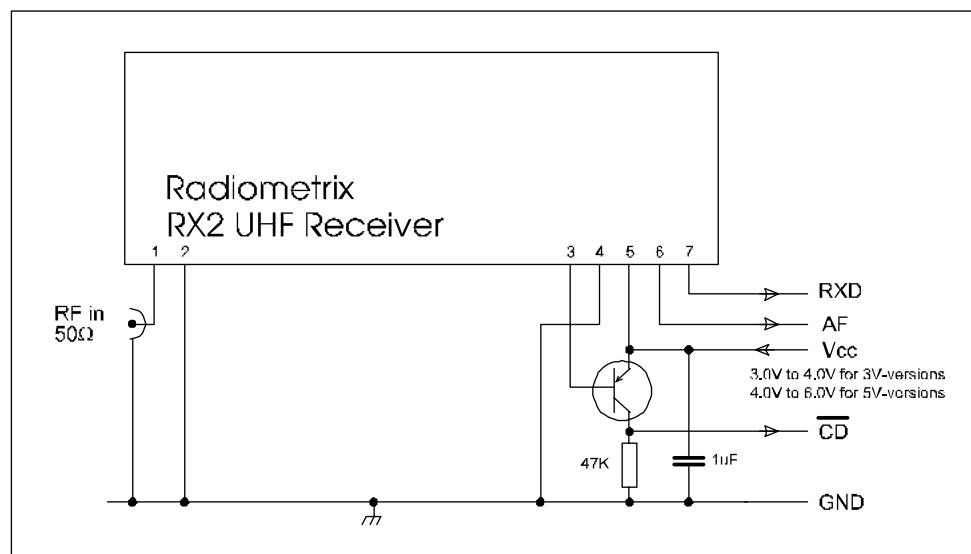 Radiometrix
RX2 UHF Receiver
1 2 3 4 5 6 7
RF in
50Ω
RXD
AF
Vcc
3.0V to 4.0V for 3V-versions
4.0V to 6.0V for 5V-versions
C̅D̅
47K
1uF
GND